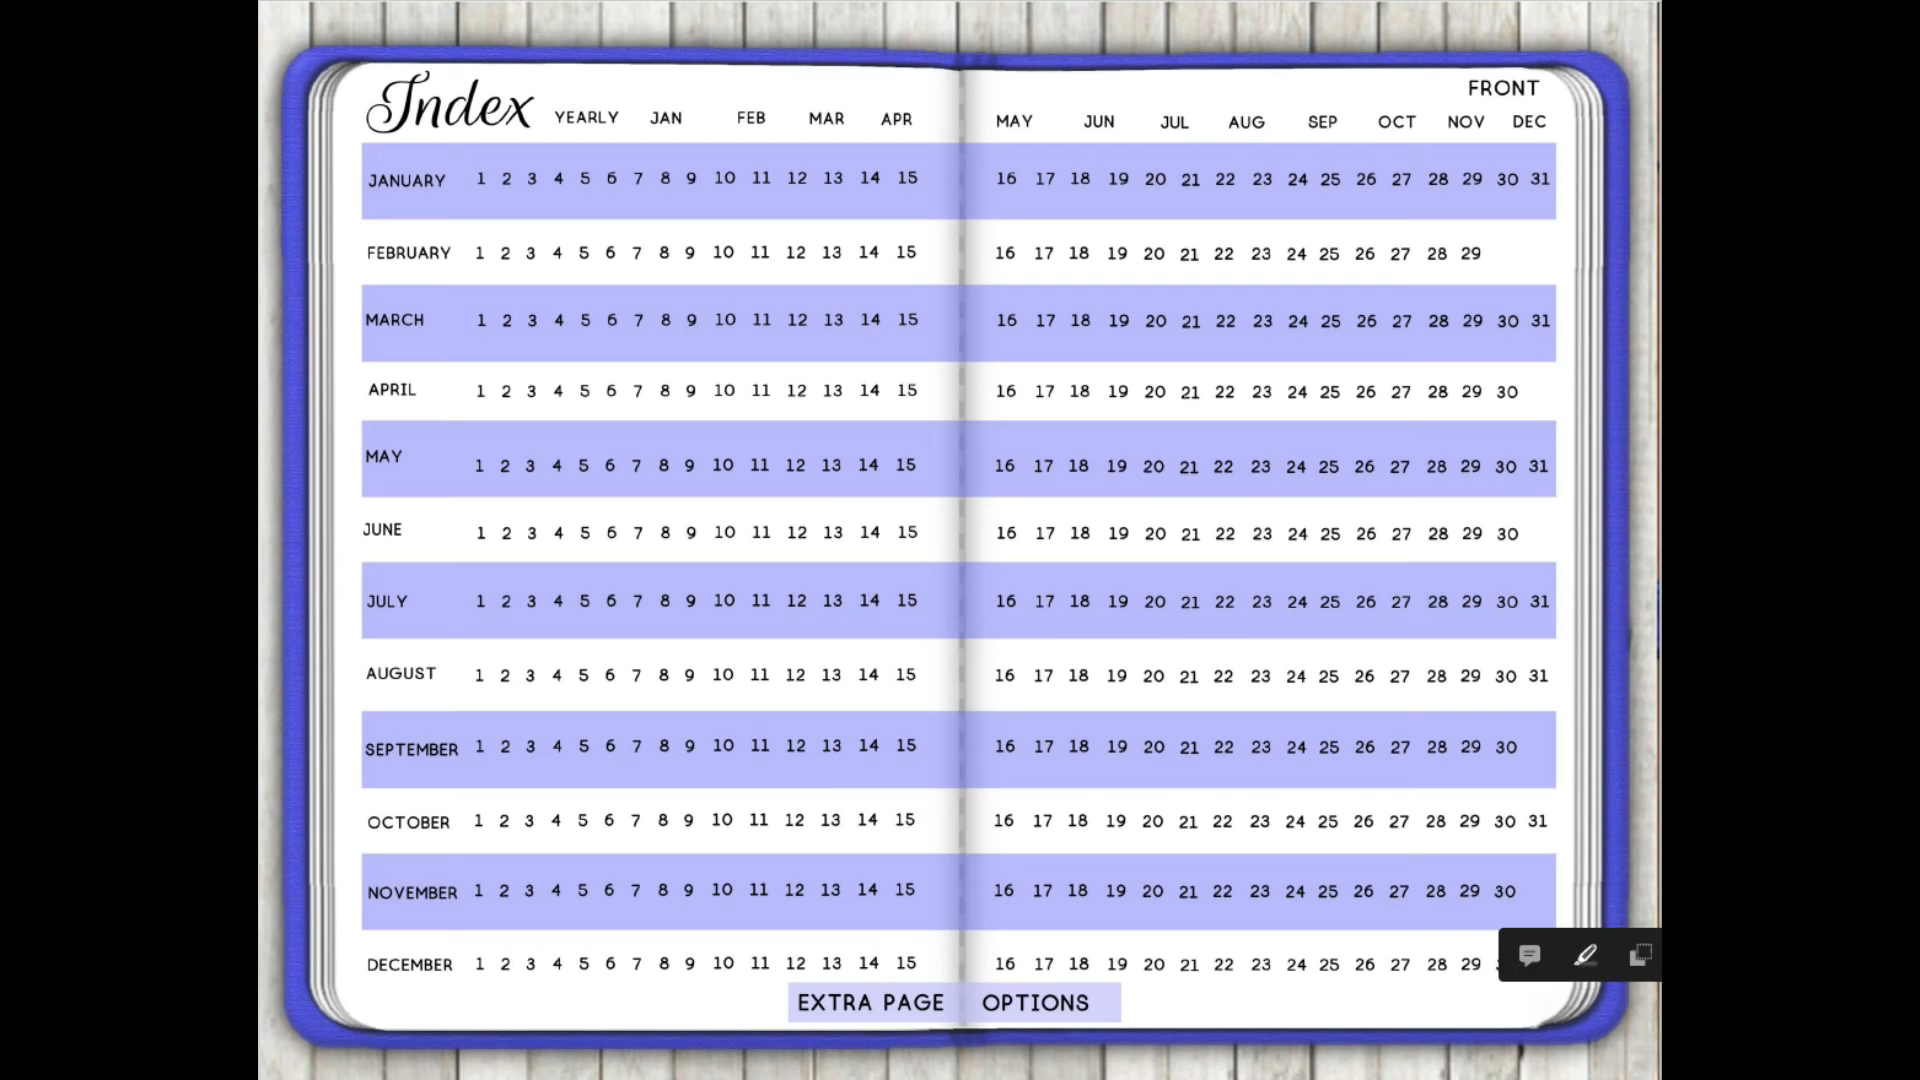 FRONT
Index YEARLY JAN FEB MAR APR MAY JUN JUL AUG SEP OCT NOV DEC
JANUARY 1 2 3 4 5 6 7 8 9 10 11 12 13 14 15 16 17 18 19 20 21 22 23 24 25 26 27 28 29 30 31
FEBRUARY 1 2 3 4 5 6 7 8 9 10 11 12 13 14 15 16 17 18 19 20 21 22 23 24 25 26 27 28 29
MARCH 1 2 3 4 5 6 7 8 9 10 11 12 13 14 15 16 17 18 19 20 21 22 23 24 25 26 27 28 29 30 31
APRIL 1 2 3 4 5 6 7 8 9 10 11 12 13 14 15 16 17 18 19 20 21 22 23 24 25 26 27 28 29 30
MAY 1 2 3 4 5 6 7 8 9 10 11 12 13 14 15 16 17 18 19 20 21 22 23 24 25 26 27 28 29 30 31
JUNE 1 2 3 4 5 6 7 8 9 10 11 12 13 14 15 16 17 18 19 20 21 22 23 24 25 26 27 28 29 30
JULY 1 2 3 4 5 6 7 8 9 10 11 12 13 14 15 16 17 18 19 20 21 22 23 24 25 26 27 28 29 30 31
AUGUST 1 2 3 4 5 6 7 8 9 10 11 12 13 14 15 16 17 18 19 20 21 22 23 24 25 26 27 28 29 30 31
SEPTEMBER 1 2 3 4 5 6 7 8 9 10 11 12 13 14 15 16 17 18 19 20 21 22 23 24 25 26 27 28 29 30
OCTOBER 1 2 3 4 5 6 7 8 9 10 11 12 13 14 15 16 17 18 19 20 21 22 23 24 25 26 27 28 29 30 31
NOVEMBER 1 2 3 4 5 6 7 8 9 10 11 12 13 14 15 16 17 18 19 20 21 22 23 24 25 26 27 28 29 30
DECEMBER 1 2 3 4 5 6 7 8 9 10 11 12 13 14 15 16 17 18 19 20 21 22 23 24 25 26 27 28 29
EXTRA PAGE OPTIONS